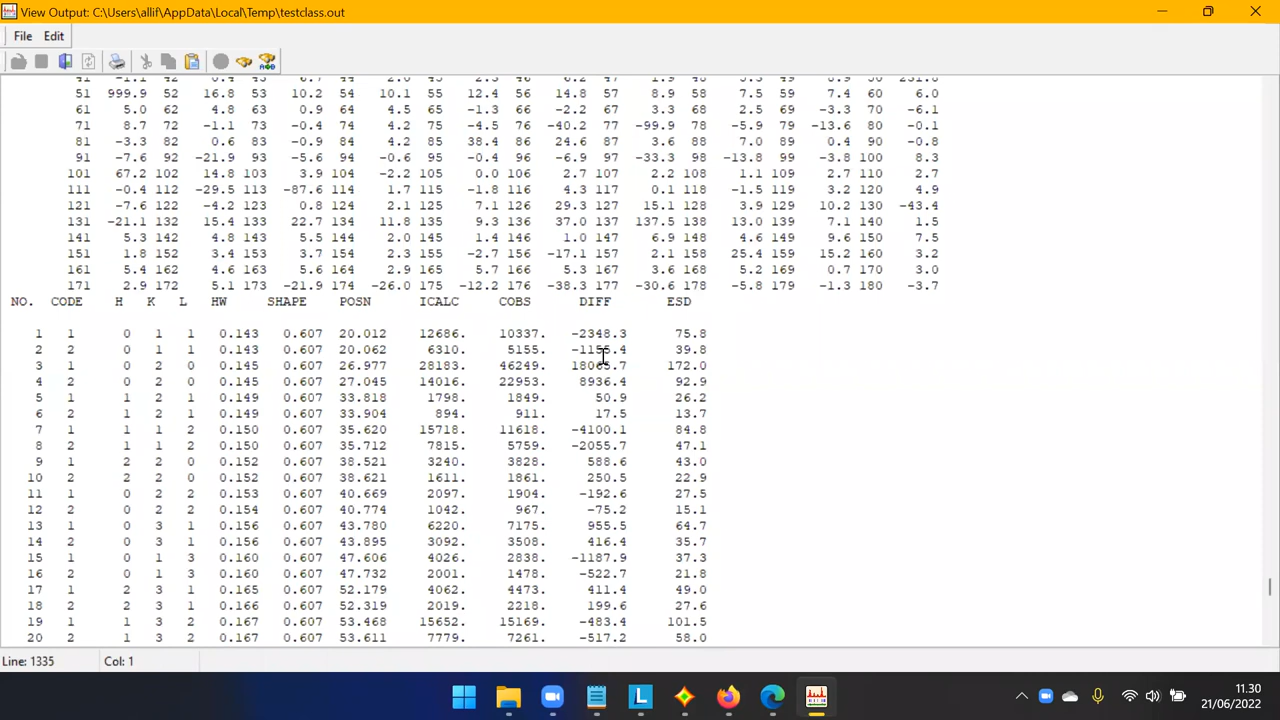 View Output: C:\Users\allif\AppData\Local\Temp\testclass.out
File Edit
51 999.9 52 16.8 53 10.2 54 10.1 55 12.4 56 14.8 57 8.9 58 7.5 59 7.4 60 6.0
61 5.0 62 4.8 63 0.9 64 4.5 65 -1.3 66 -2.2 67 3.3 68 2.5 69 -3.3 70 -6.1
71 8.7 72 -1.1 73 -0.4 74 4.2 75 -4.5 76 -40.2 77 -99.9 78 -5.9 79 -13.6 80 -0.1
81 -3.3 82 0.6 83 -0.9 84 4.2 85 38.4 86 24.6 87 3.6 88 7.0 89 0.4 90 -0.8
91 -7.6 92 -21.9 93 -5.6 94 -0.6 95 -0.4 96 -6.9 97 -33.3 98 -13.8 99 -3.8 100 8.3
101 67.2 102 14.8 103 3.9 104 -2.2 105 0.0 106 2.7 107 2.2 108 1.1 109 2.7 110 2.7
111 -0.4 112 -29.5 113 -87.6 114 1.7 115 -1.8 116 4.3 117 0.1 118 -1.5 119 3.2 120 4.9
121 -7.6 122 -4.2 123 0.8 124 2.1 125 7.1 126 29.3 127 15.1 128 3.9 129 10.2 130 -43.4
131 -21.1 132 15.4 133 22.7 134 11.8 135 9.3 136 37.0 137 137.5 138 13.0 139 7.1 140 1.5
141 5.3 142 4.8 143 5.5 144 2.0 145 1.4 146 1.0 147 6.9 148 4.6 149 9.6 150 7.5
151 1.8 152 3.4 153 3.7 154 2.3 155 -2.7 156 -17.1 157 2.1 158 25.4 159 15.2 160 3.2
161 5.4 162 4.6 163 5.6 164 2.9 165 5.7 166 5.3 167 3.6 168 5.2 169 0.7 170 3.0
171 2.9 172 5.1 173 -21.9 174 -26.0 175 -12.2 176 -38.3 177 -30.6 178 -5.8 179 -1.3 180 -3.7
NO. CODE H K L HW SHAPE POSN ICALC COBS DIFF ESD
1 1 0 1 1 0.143 0.607 20.012 12686. 10337. -2348.3 75.8
2 2 0 1 1 0.143 0.607 20.062 6310. 5155. -1155.4 39.8
3 1 0 2 0 0.145 0.607 26.977 28183. 46249. 18065.7 172.0
4 2 0 2 0 0.145 0.607 27.045 14016. 22953. 8936.4 92.9
5 1 1 2 1 0.149 0.607 33.818 1798. 1849. 50.9 26.2
6 2 1 2 1 0.149 0.607 33.904 894. 911. 17.5 13.7
7 1 1 1 2 0.150 0.607 35.620 15718. 11618. -4100.1 84.8
8 2 1 1 2 0.150 0.607 35.712 7815. 5759. -2055.7 47.1
9 1 2 2 0 0.152 0.607 38.521 3240. 3828. 588.6 43.0
10 2 2 2 0 0.152 0.607 38.621 1611. 1861. 250.5 22.9
11 1 0 2 2 0.153 0.607 40.669 2097. 1904. -192.6 27.5
12 2 0 2 2 0.154 0.607 40.774 1042. 967. -75.2 15.1
13 1 0 3 1 0.156 0.607 43.780 6220. 7175. 955.5 64.7
14 2 0 3 1 0.156 0.607 43.895 3092. 3508. 416.4 35.7
15 1 0 1 3 0.160 0.607 47.606 4026. 2838. -1187.9 37.3
16 2 0 1 3 0.160 0.607 47.732 2001. 1478. -522.7 21.8
17 1 2 3 1 0.165 0.607 52.179 4062. 4473. 411.4 49.0
18 2 2 3 1 0.166 0.607 52.319 2019. 2218. 199.6 27.6
19 1 1 3 2 0.167 0.607 53.468 15652. 15169. -483.4 101.5
20 2 1 3 2 0.167 0.607 53.611 7779. 7261. -517.2 58.0
Line: 1335 Col: 1
11.30
21/06/2022